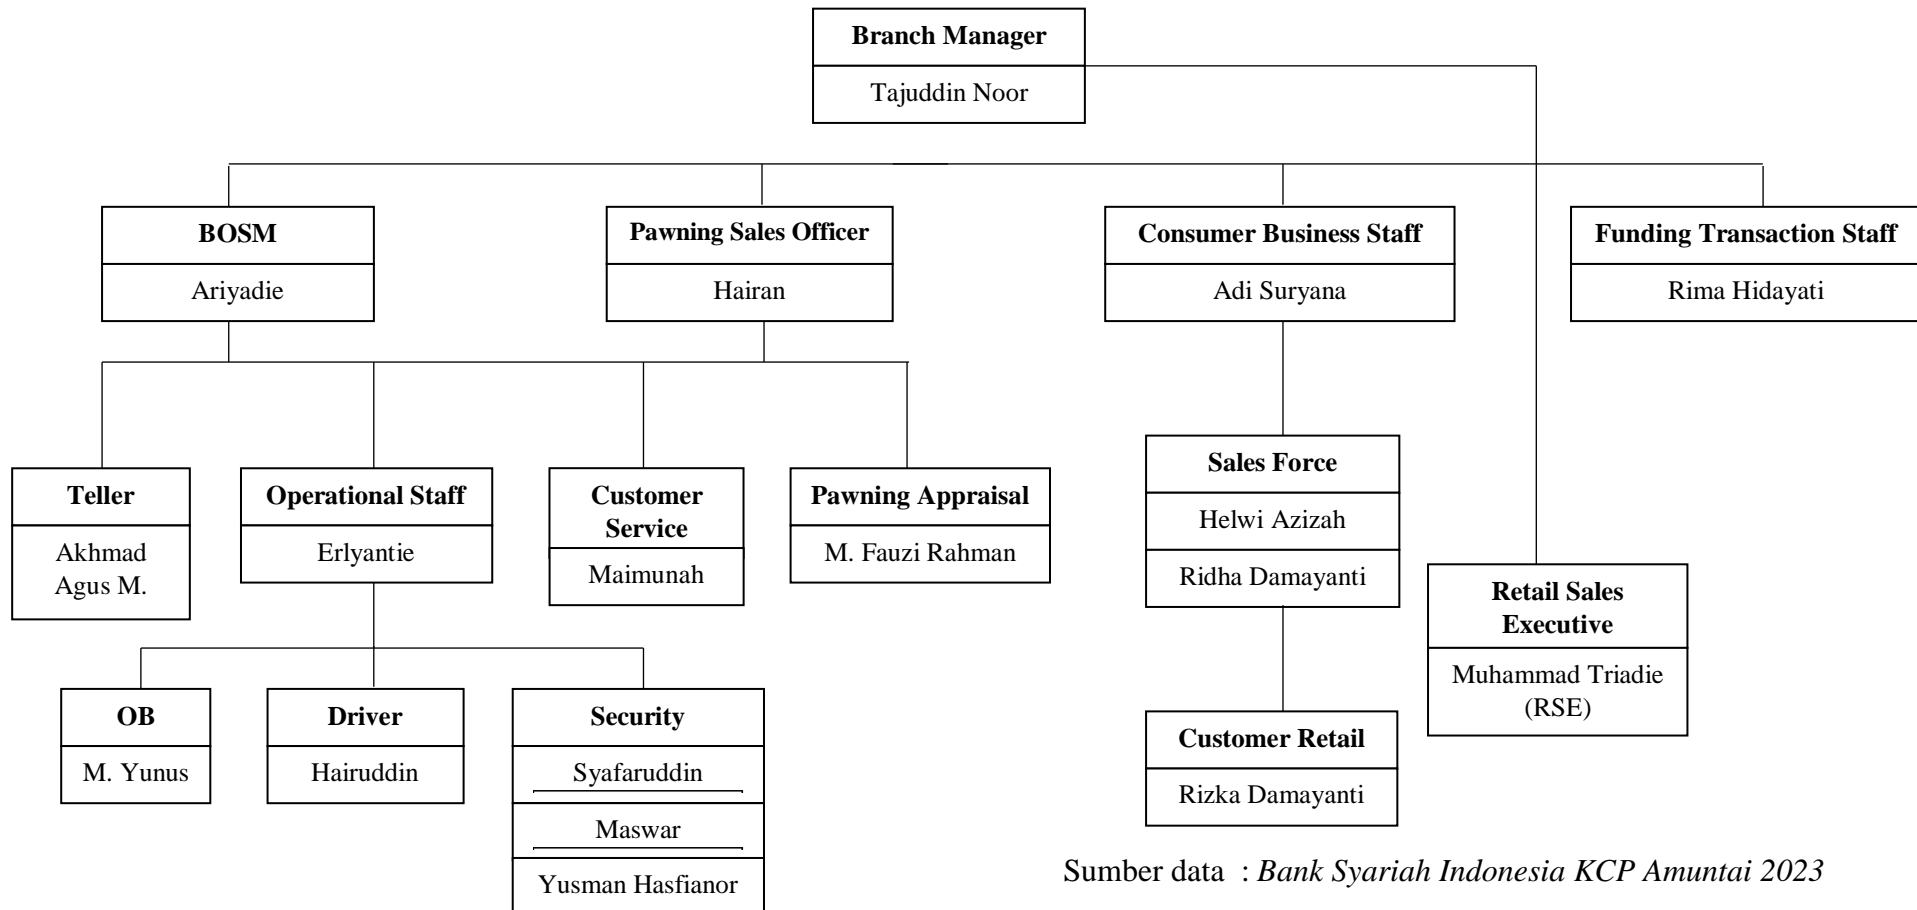 Branch Manager
Tajuddin Noor
BOSM
Ariyadie
Pawning Sales Officer
Hairan
Consumer Business Staff
Adi Suryana
Funding Transaction Staff
Rima Hidayati
Teller
Akhmad
Agus M.
Operational Staff
Erlyantie
Customer
Service
Maimunah
Pawning Appraisal
M. Fauzi Rahman
Sales Force
Helwi Azizah
Ridha Damayanti
Retail Sales
Executive
Muhammad Triadie
(RSE)
OB
M. Yunus
Driver
Hairuddin
Security
Syafaruddin
Maswar
Yusman Hasfianor
Customer Retail
Rizka Damayanti
Sumber data : Bank Syariah Indonesia KCP Amuntai 2023